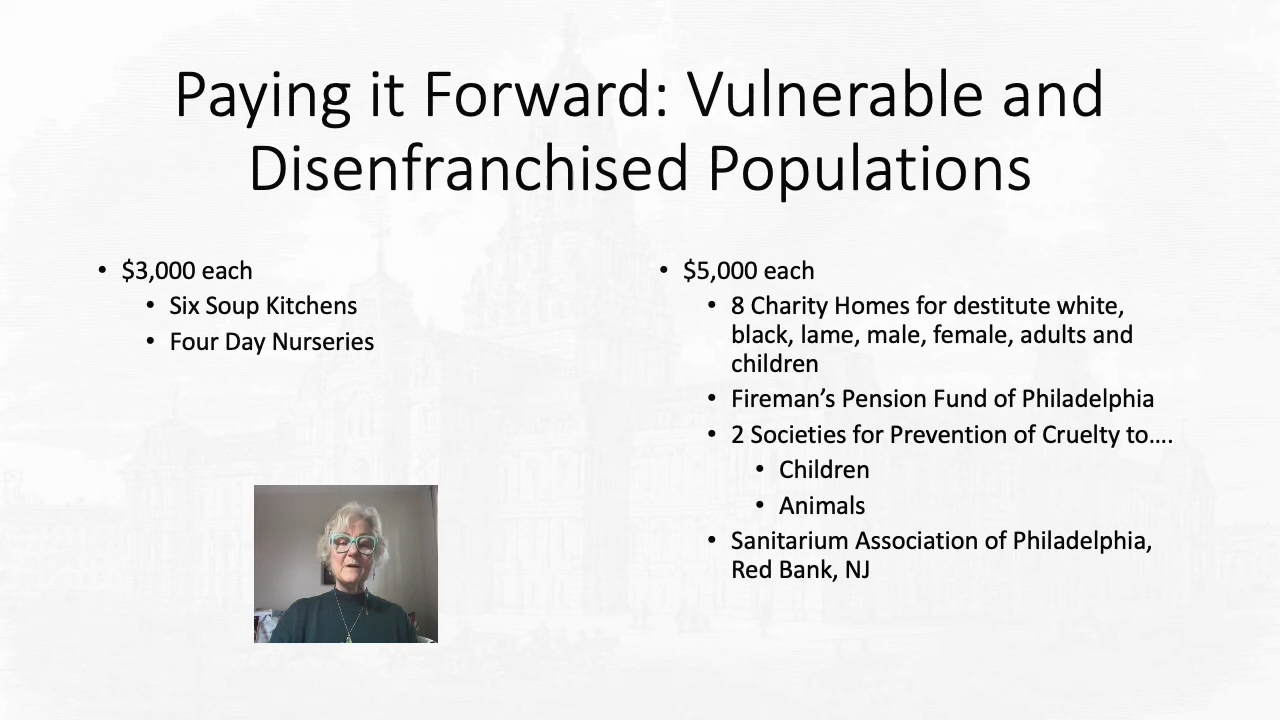 Paying it Forward: Vulnerable and
Disenfranchised Populations
• $3,000 each
• Six Soup Kitchens
• Four Day Nurseries
• $5,000 each
• 8 Charity Homes for destitute white,
black, lame, male, female, adults and
children
• Fireman’s Pension Fund of Philadelphia
• 2 Societies for Prevention of Cruelty to....
• Children
• Animals
• Sanitarium Association of Philadelphia,
Red Bank, NJ